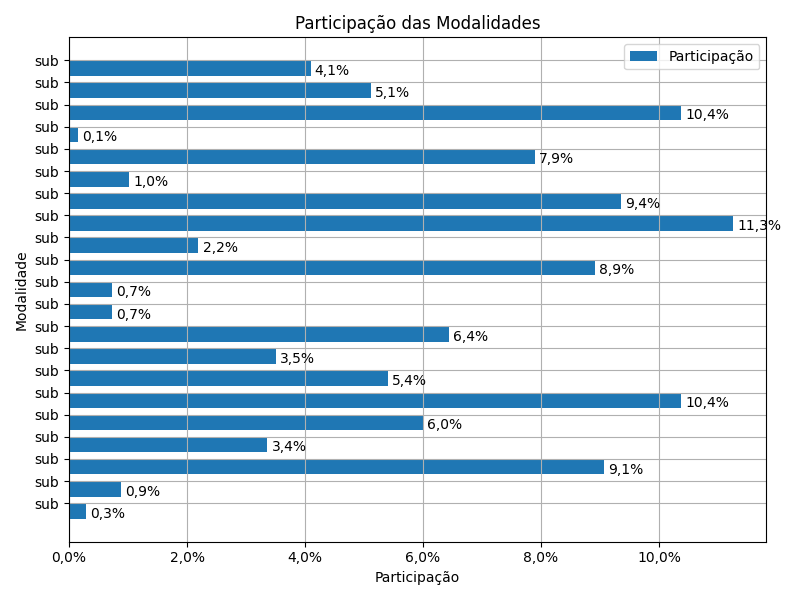 Participação das Modalidades
Participação
Modalidade
sub 4,1%
sub 5,1%
sub 10,4%
sub 0,1%
sub 7,9%
sub 1,0%
sub 9,4%
sub 11,3%
sub 2,2%
sub 8,9%
sub 0,7%
sub 0,7%
sub 6,4%
sub 3,5%
sub 5,4%
sub 10,4%
sub 6,0%
sub 3,4%
sub 9,1%
sub 0,9%
sub 0,3%
0,0% 2,0% 4,0% 6,0% 8,0% 10,0%
Participação